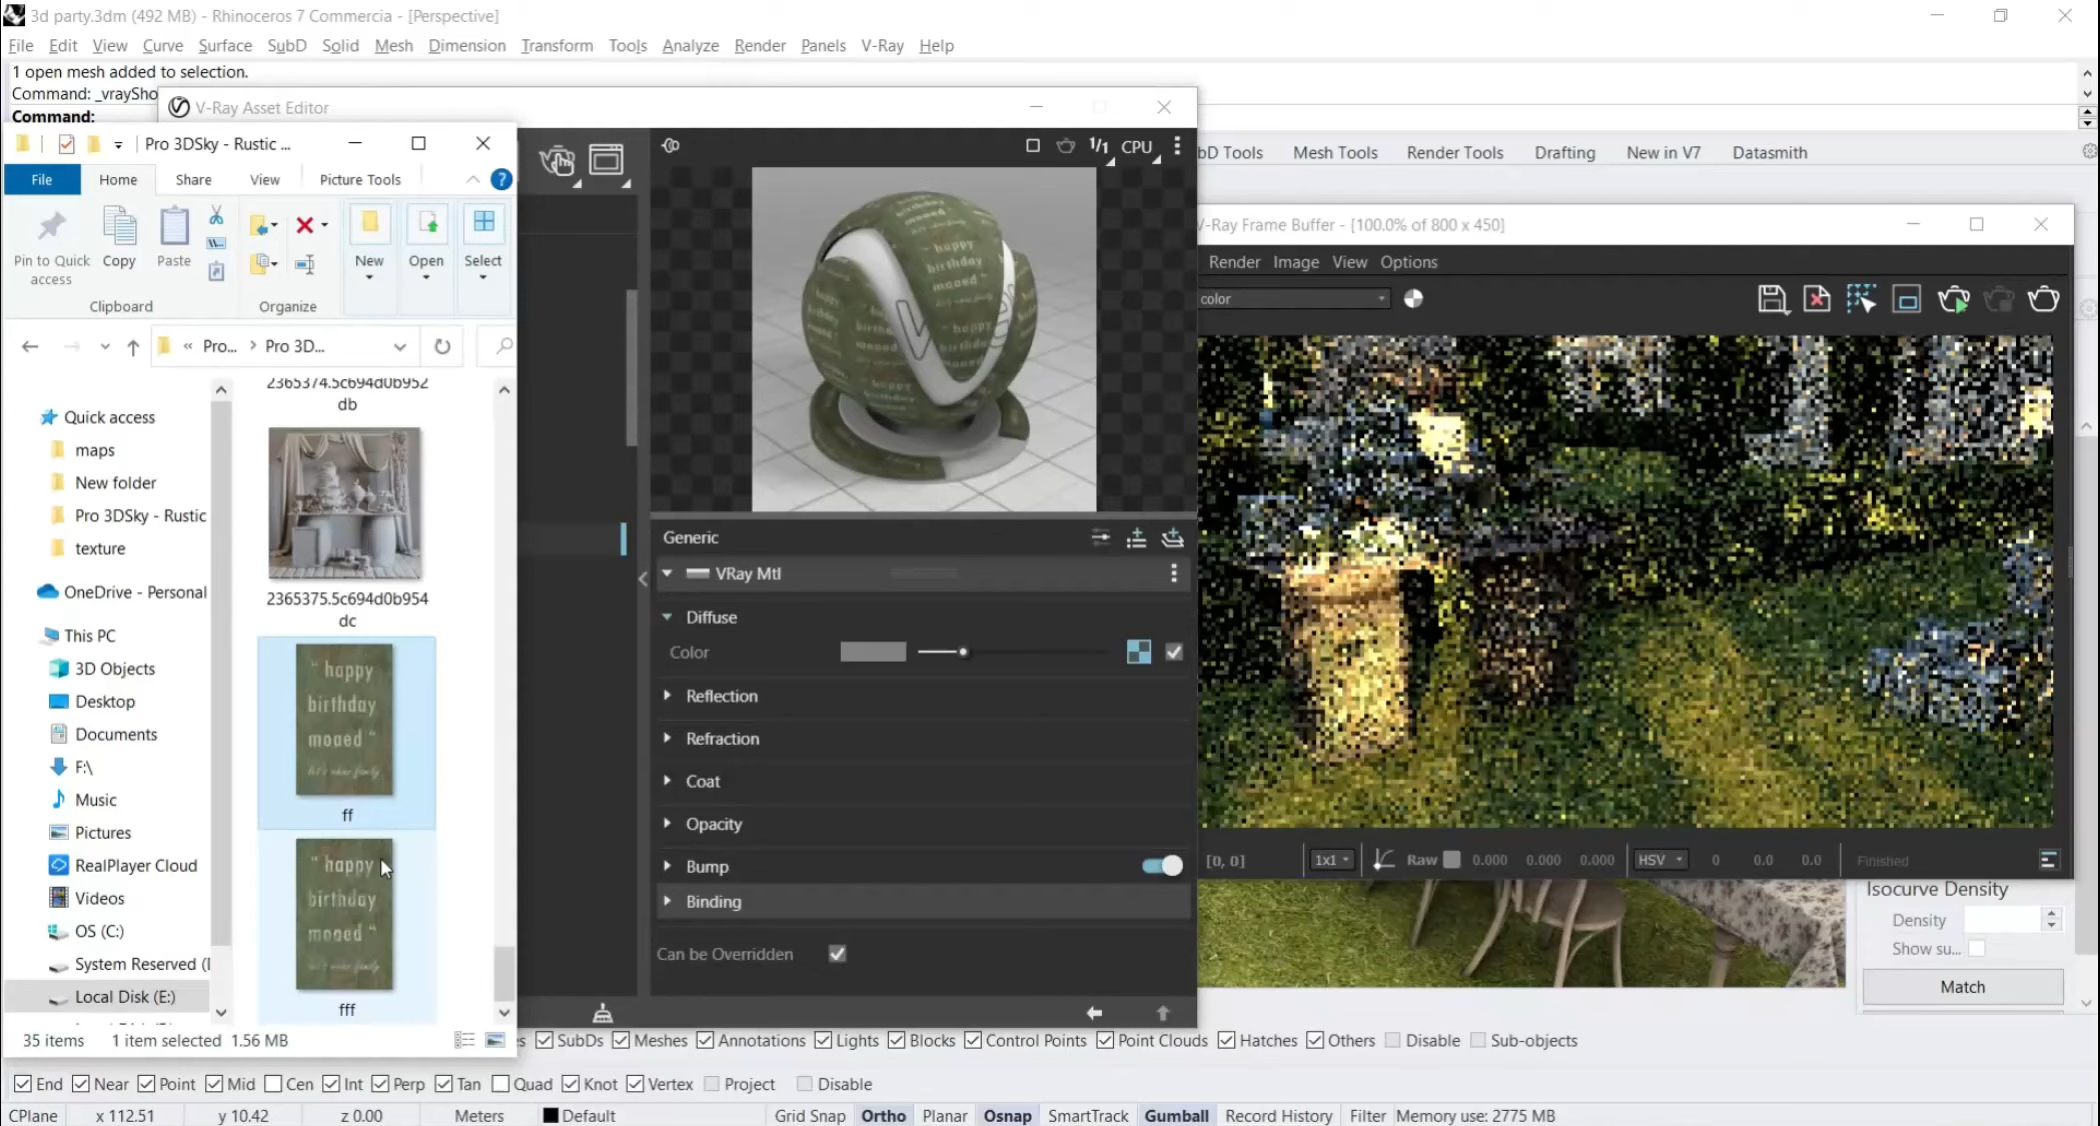 3d party.3dm (492 MB) - Rhinoceros 7 Commercia - [Perspective]
File Edit View Curve Surface SubD Solid Mesh Dimension Transform Tools Analyze Render Panels V-Ray Help
1 open mesh added to selection.
Command: _vraySho
Command:
V-Ray Asset Editor
Pro 3DSky - Rustic ...
File Home Share View Picture Tools
Pin to Quick access
Copy
Paste
New
Open
Select
Clipboard
Organize
Pro... > Pro 3D...
Quick access
maps
New folder
Pro 3DSky - Rustic
texture
OneDrive - Personal
This PC
3D Objects
Desktop
Documents
F:\
Music
Pictures
RealPlayer Cloud
Videos
OS (C:)
System Reserved (
Local Disk (E:)
2365374.5c694d0b952
db
2365375.5c694d0b954
dc
" happy
birthday
moaed "
ff
" happy
birthday
moaed "
fff
35 items 1 item selected 1.56 MB
1/1 CPU
happy
birthday
moaed "
Generic
VRay Mtl
Diffuse
Color
Reflection
Refraction
Coat
Opacity
Bump
Binding
Can be Overridden
bD Tools Mesh Tools Render Tools Drafting New in V7 Datasmith
V-Ray Frame Buffer - [100.0% of 800 x 450]
Render Image View Options
color
[0, 0] 1x1 Raw 0.000 0.000 0.000 HSV 0 0.0 0.0 Finished
Isocurve Density
Density
Show su...
Match
SubDs Meshes Annotations Lights Blocks Control Points Point Clouds Hatches Others Disable Sub-objects
End Near Point Mid Cen Int Perp Tan Quad Knot Vertex Project Disable
CPlane x 112.51 y 10.42 z 0.00 Meters Default Grid Snap Ortho Planar Osnap SmartTrack Gumball Record History Filter Memory use: 2775 MB